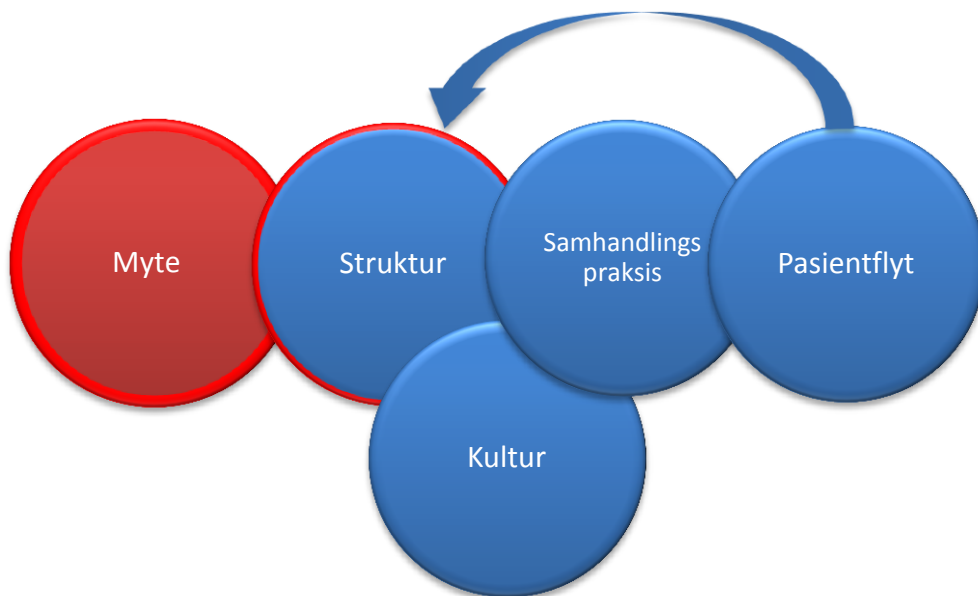 Myte
Struktur
Samhandlings
praksis
Pasientflyt
Kultur